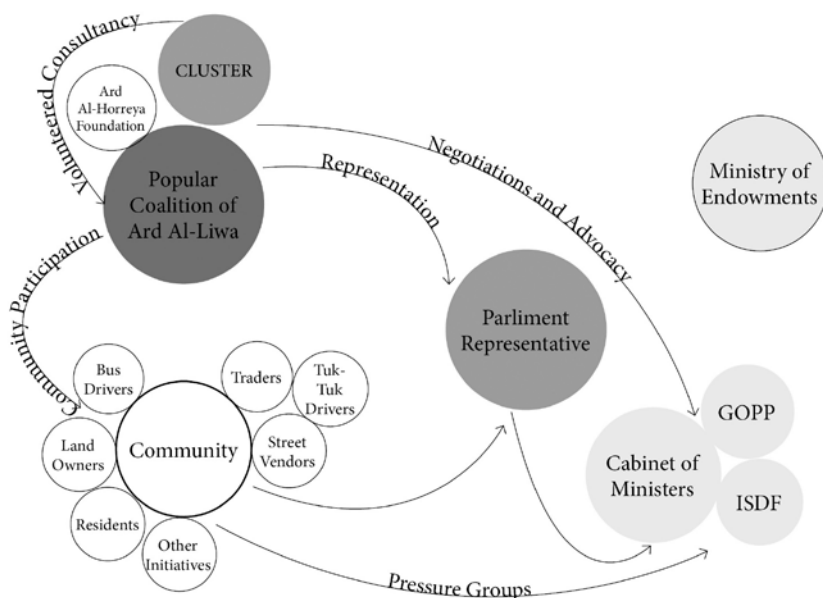 Volunteered Consultancy
CLUSTER
Ard
Al-Horreya
Foundation
Popular
Coalition of
Ard Al-Liwa
Representation
Negotiations and Advocacy
Ministry of
Endowments
Community Participation
Parliment
Representative
Bus
Drivers
Traders
Tuk-
Tuk
Drivers
Land
Owners
Community
Street
Vendors
Residents
Other
Initiatives
Cabinet of
Ministers
GOPP
ISDF
Pressure Groups